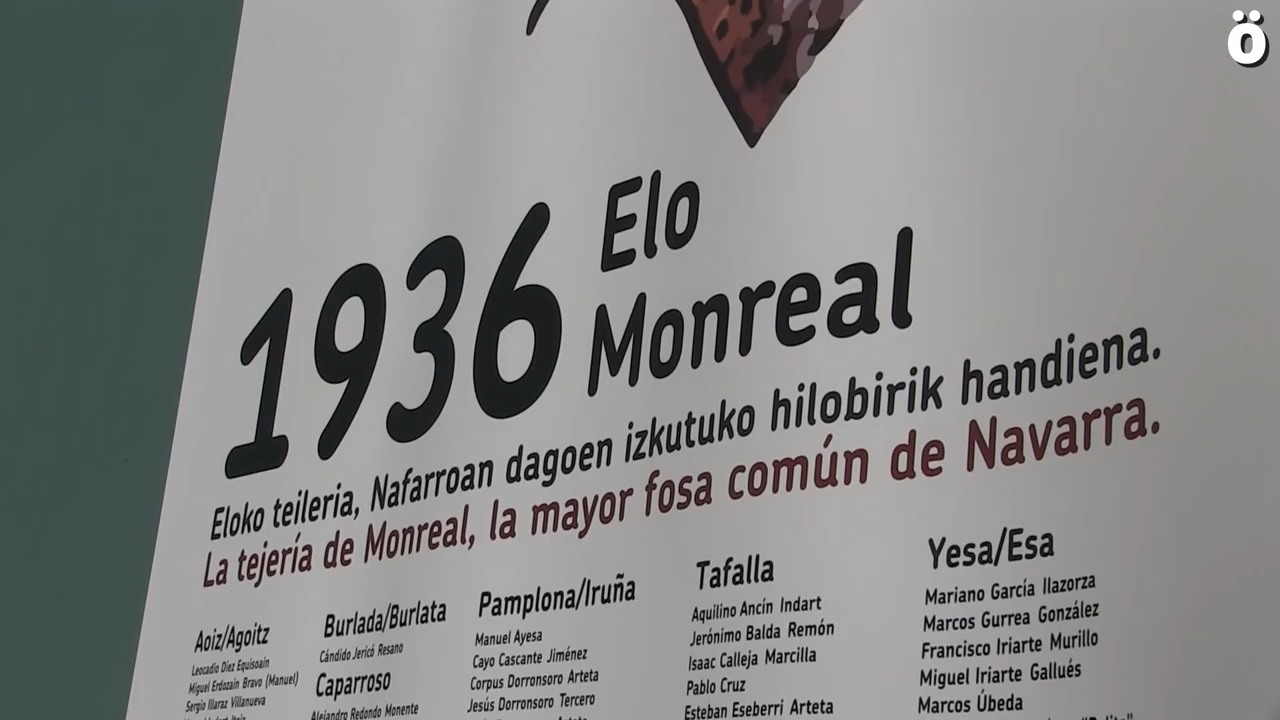 ö
1936
Elo
Monreal
Eloko teileria, Nafarroan dagoen izkutuko hilobirik handiena.
La tejería de Monreal, la mayor fosa común de Navarra.
Aoiz/Agoitz
Leocadio Díez Equisoain
Miguel Erdozain Bravo (Manuel)
Sergio Illaraz Villanueva
Burlada/Burlata
Cándido Jericó Resano
Caparroso
Alejandro Redondo Monente
Pamplona/Iruña
Manuel Ayesa
Cayo Cascante Jiménez
Corpus Dorronsoro Arteta
Jesús Dorronsoro Tercero
Tafalla
Aquilino Ancín Indart
Jerónimo Balda Remón
Isaac Calleja Marcilla
Pablo Cruz
Esteban Eseberri Arteta
Yesa/Esa
Mariano García Ilazorza
Marcos Gurrea González
Francisco Iriarte Murillo
Miguel Iriarte Gallués
Marcos Úbeda